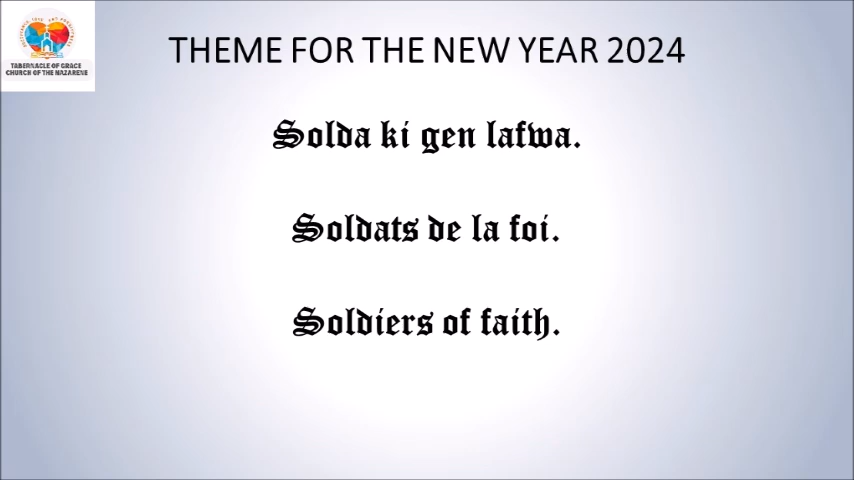 TABERNACLE OF GRACE
CHURCH OF THE NAZARENE
THEME FOR THE NEW YEAR 2024
Solda ki gen lafwa.
Soldats de la foi.
Soldiers of faith.